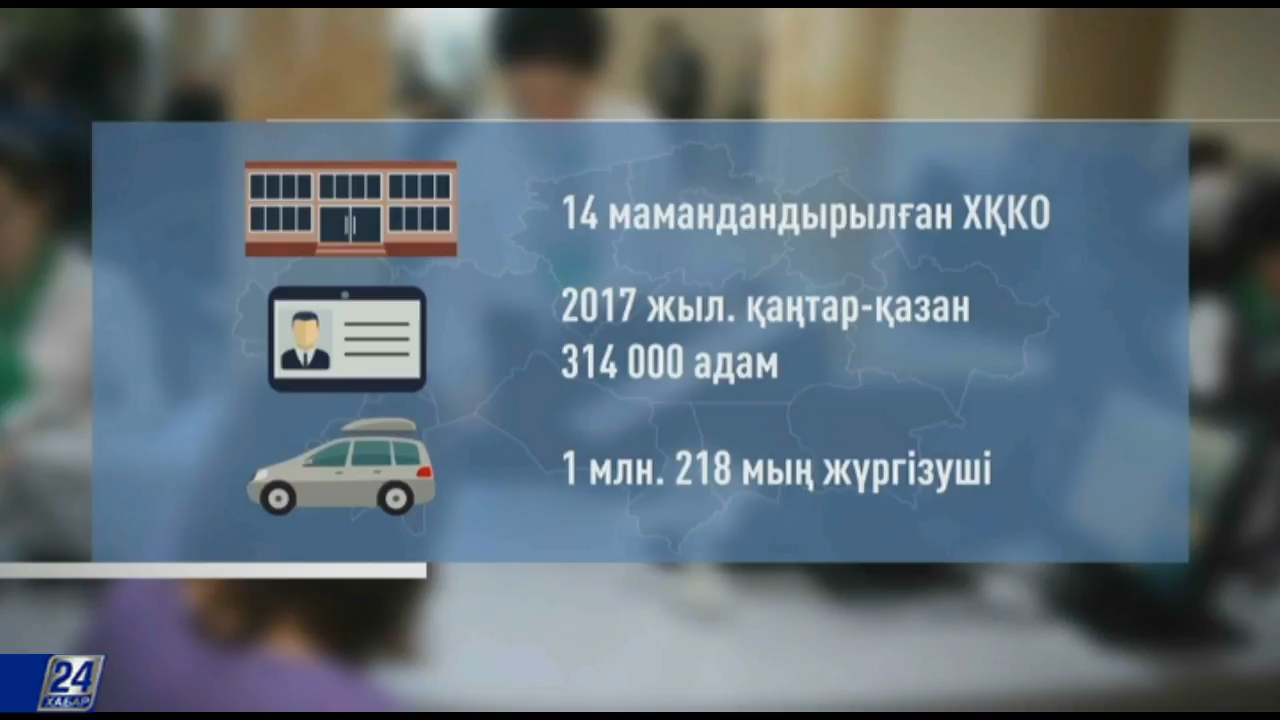 14 мамандандырылған ХҚКО
2017 жыл. қаңтар-қазан
314 000 адам
1 млн. 218 мың жүргізуші
24
ХАБАР